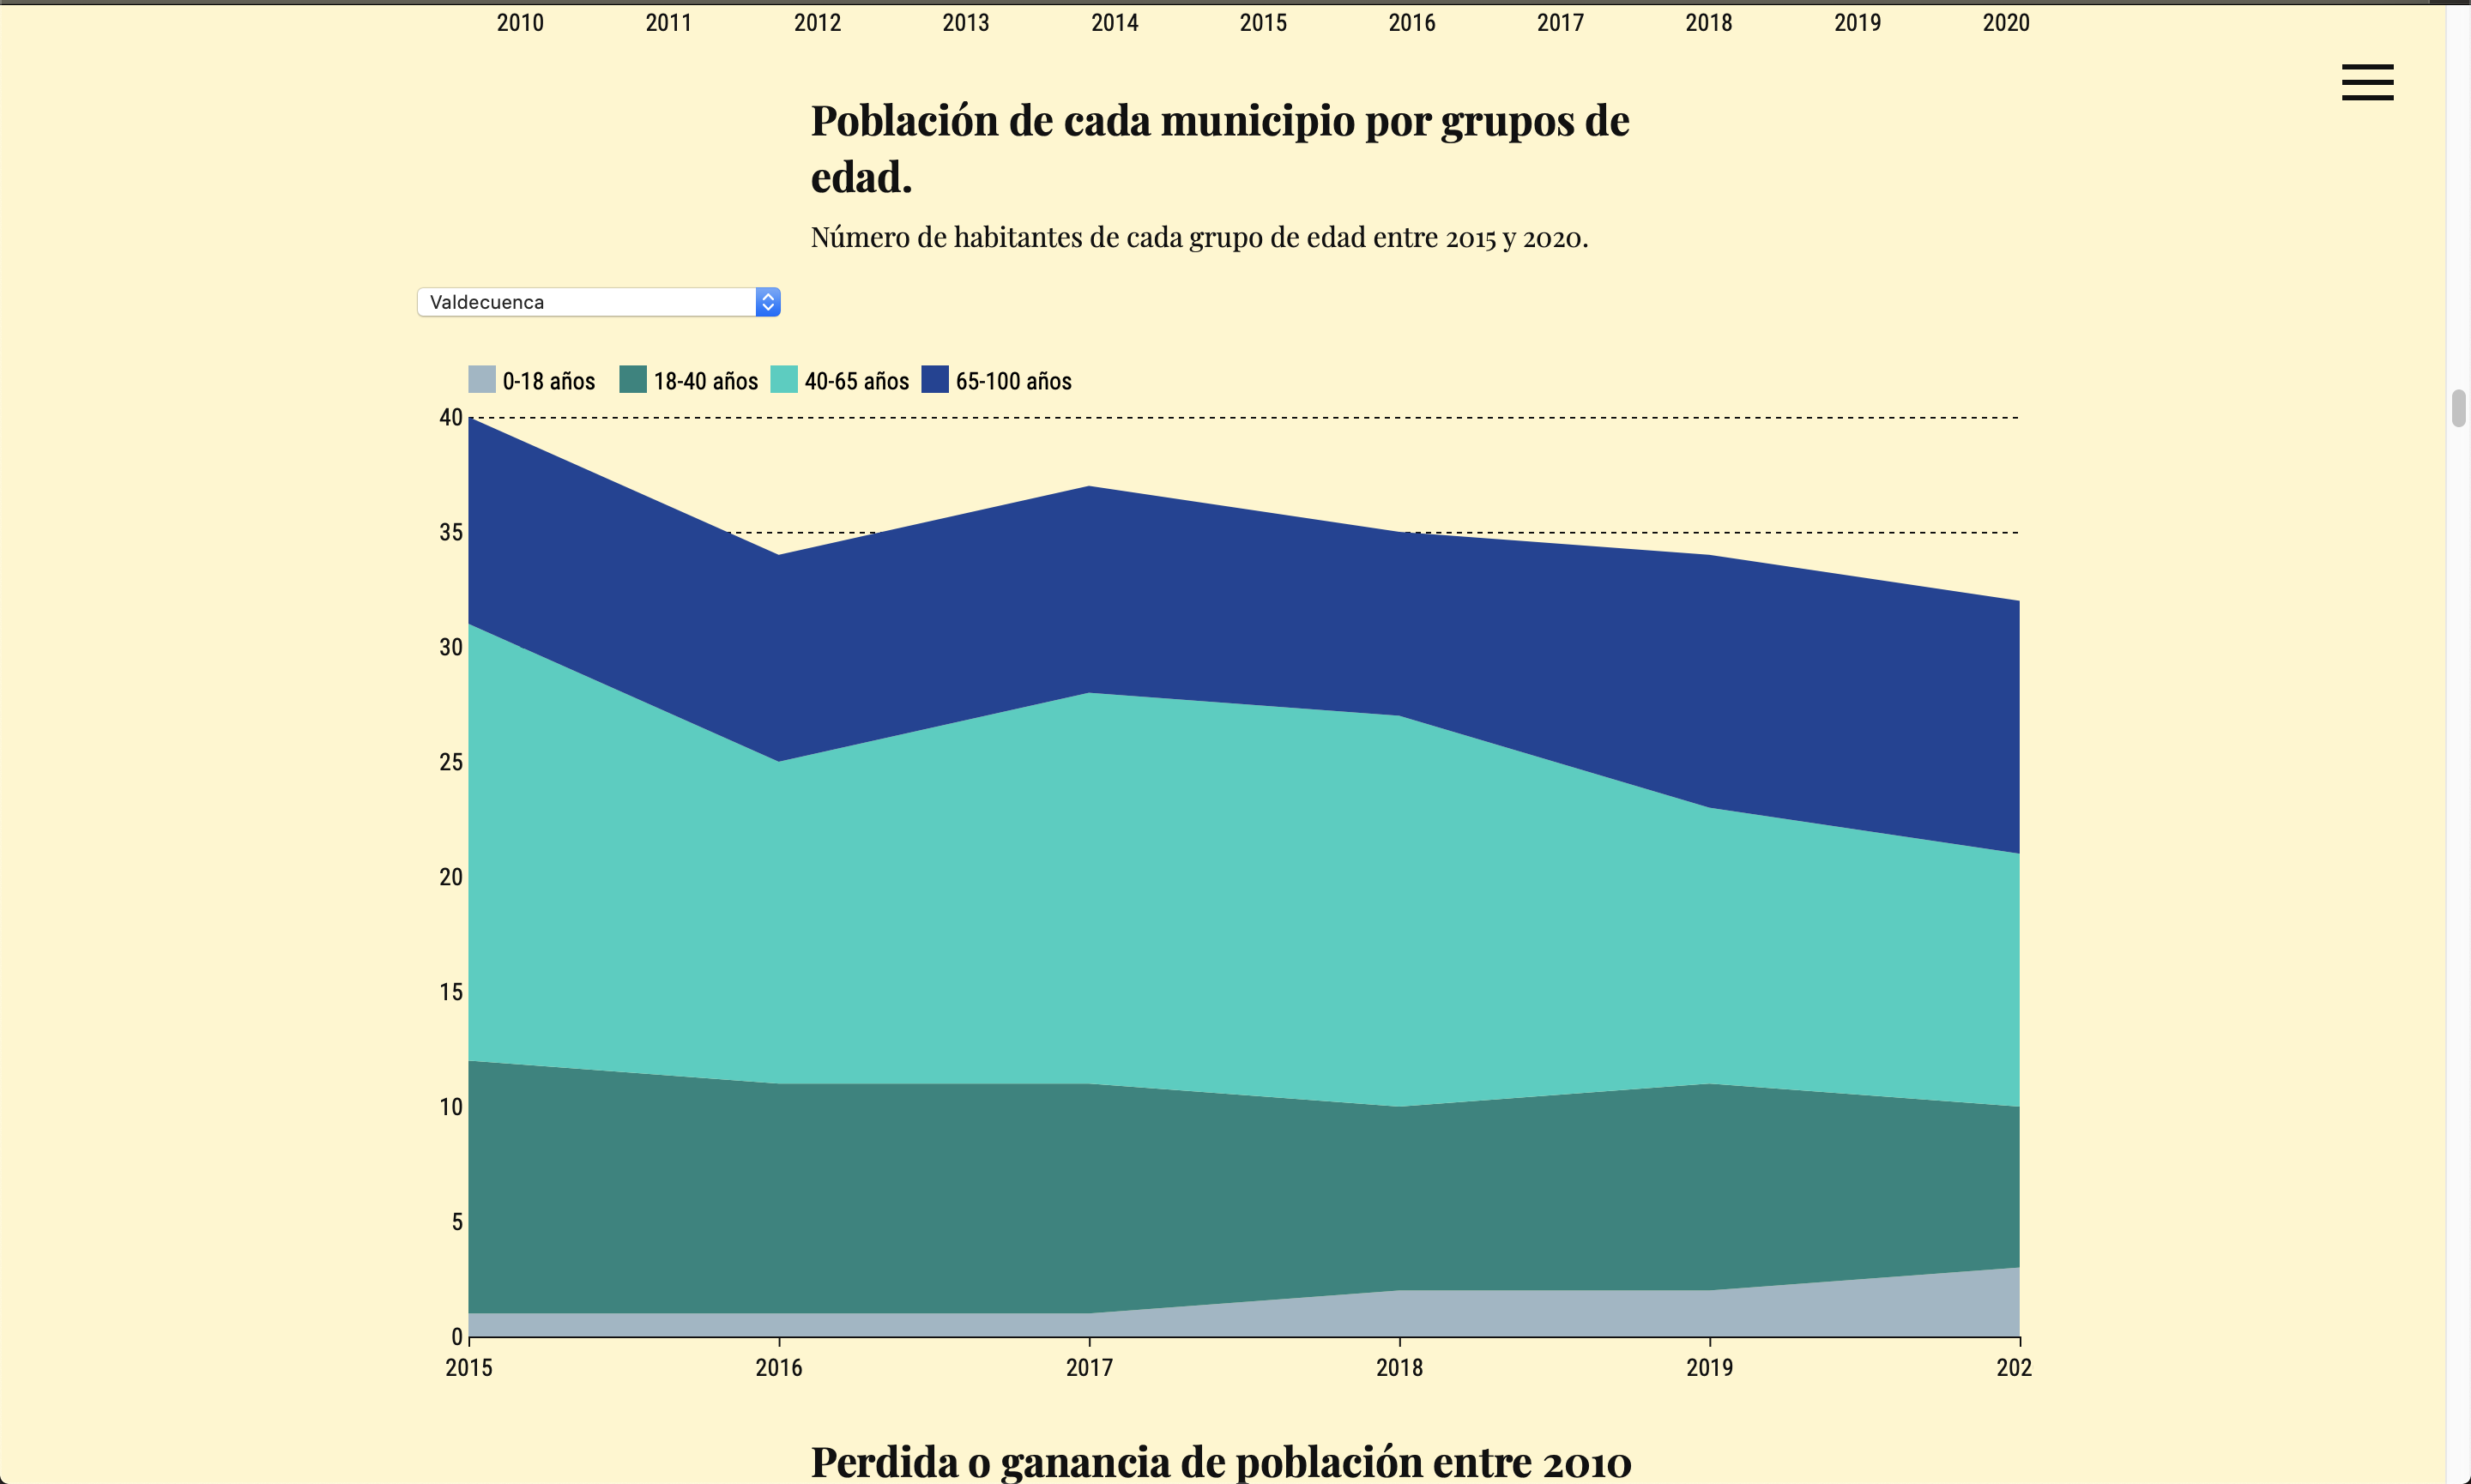 2010 2011 2012 2013 2014 2015 2016 2017 2018 2019 2020
Población de cada municipio por grupos de
edad.
Número de habitantes de cada grupo de edad entre 2015 y 2020.
Valdecuenca
0-18 años 18-40 años 40-65 años 65-100 años
40
35
30
25
20
15
10
5
0
2015 2016 2017 2018 2019 202
Perdida o ganancia de población entre 2010